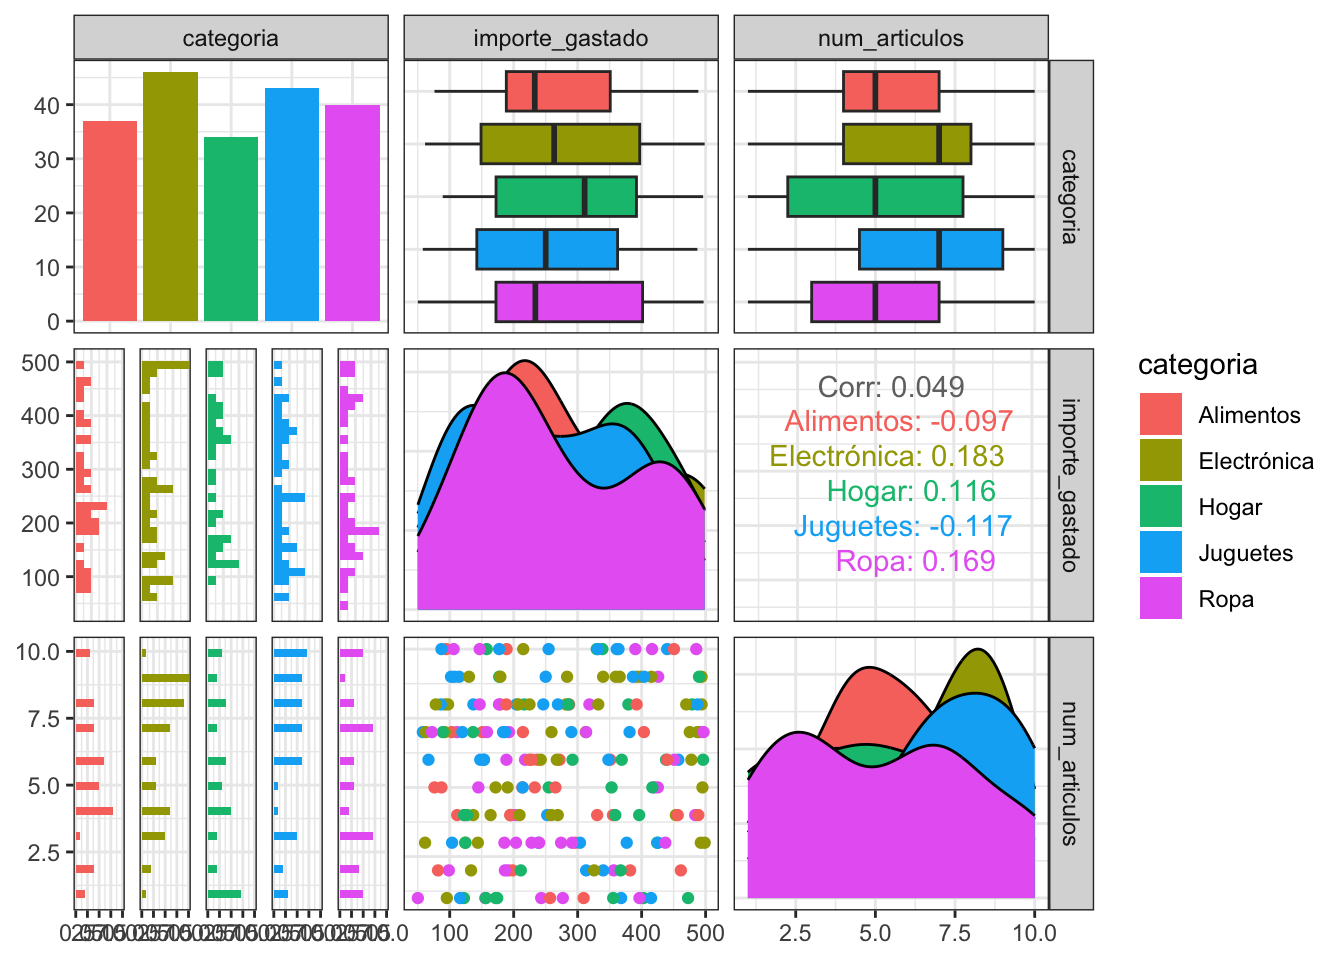 categoria
importe_gastado
num_articulos
40
30
20
10
0
categoria
500
400
300
200
100
Corr: 0.049
Alimentos: -0.097
Electrónica: 0.183
Hogar: 0.116
Juguetes: -0.117
Ropa: 0.169
importe_gastado
10.0
7.5
5.0
2.5
num_articulos
100 200 300 400 500
2.5 5.0 7.5 10.0
categoria
Alimentos
Electrónica
Hogar
Juguetes
Ropa